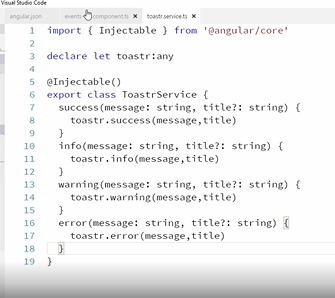 Visual Studio Code
angular.json events component.ts toastr.service.ts
1 import { Injectable } from '@angular/core'
2
3 declare let toastr:any
4
5 @Injectable()
6 export class ToastrService {
7 success(message: string, title?: string) {
8 toastr.success(message,title)
9 }
10 info(message: string, title?: string) {
11 toastr.info(message,title)
12 }
13 warning(message: string, title?: string) {
14 toastr.warning(message,title)
15 }
16 error(message: string, title?: string) {
17 toastr.error(message,title)
18 }
19 }